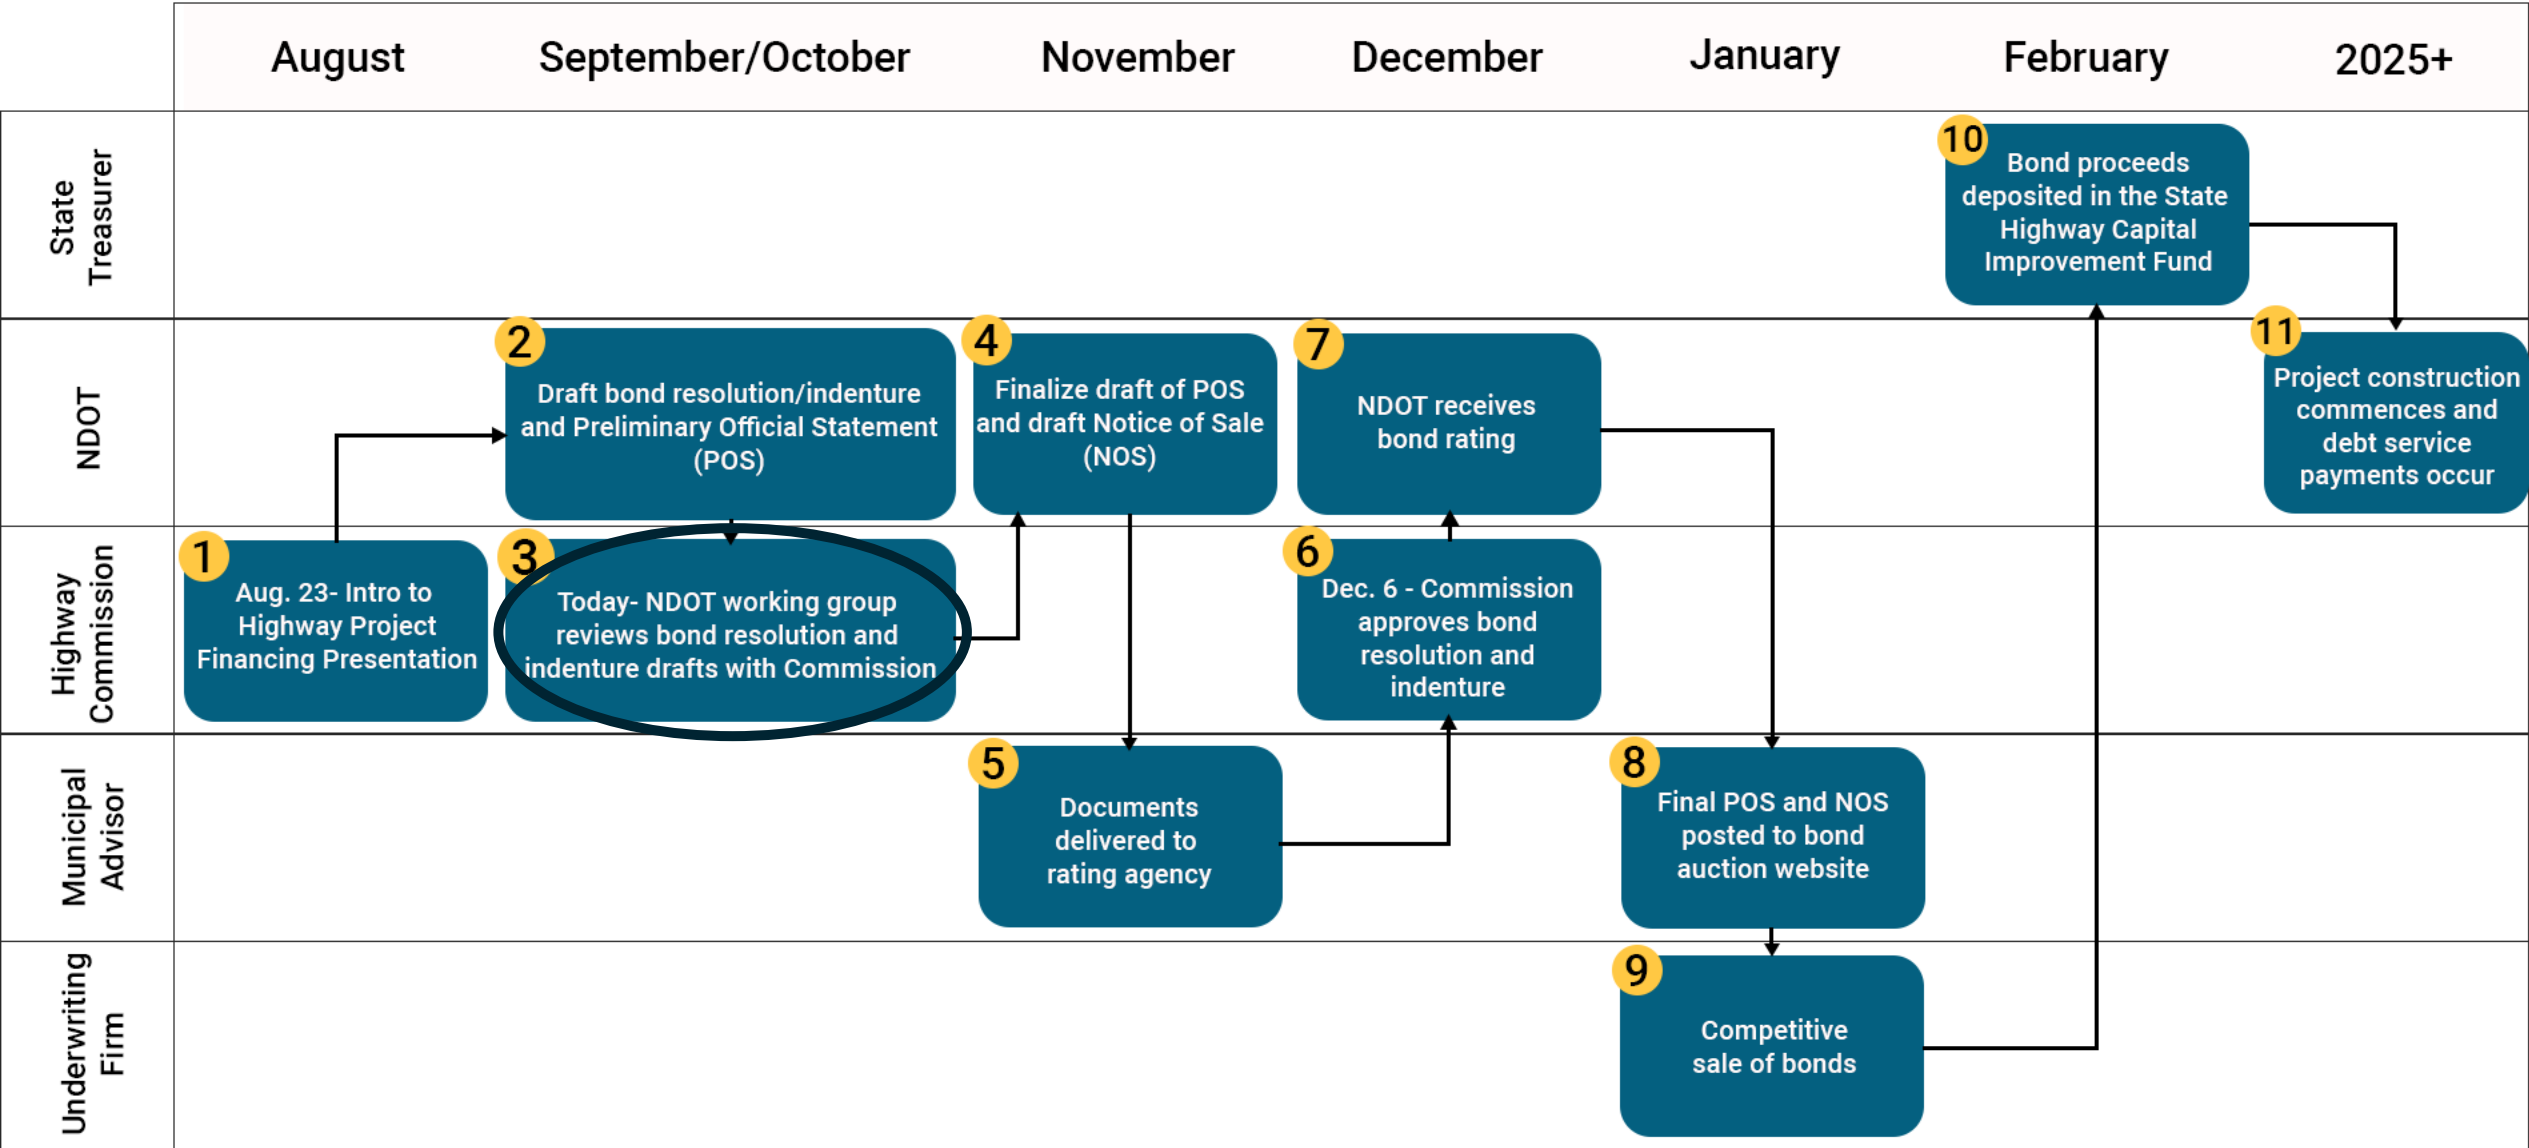 August
September/October
November
December
January
February
2025+
State
Treasurer
10
Bond proceeds
deposited in the State
Highway Capital
Improvement Fund
NDOT
2
Draft bond resolution/indenture
and Preliminary Official Statement
(POS)
4
Finalize draft of POS
and draft Notice of Sale
(NOS)
7
NDOT receives
bond rating
11
Project construction
commences and
debt service
payments occur
Highway
Commission
1
Aug. 23- Intro to
Highway Project
Financing Presentation
3
Today- NDOT working group
reviews bond resolution and
indenture drafts with Commission
6
Dec. 6 - Commission
approves bond
resolution and
indenture
Municipal
Advisor
5
Documents
delivered to
rating agency
8
Final POS and NOS
posted to bond
auction website
Underwriting
Firm
9
Competitive
sale of bonds